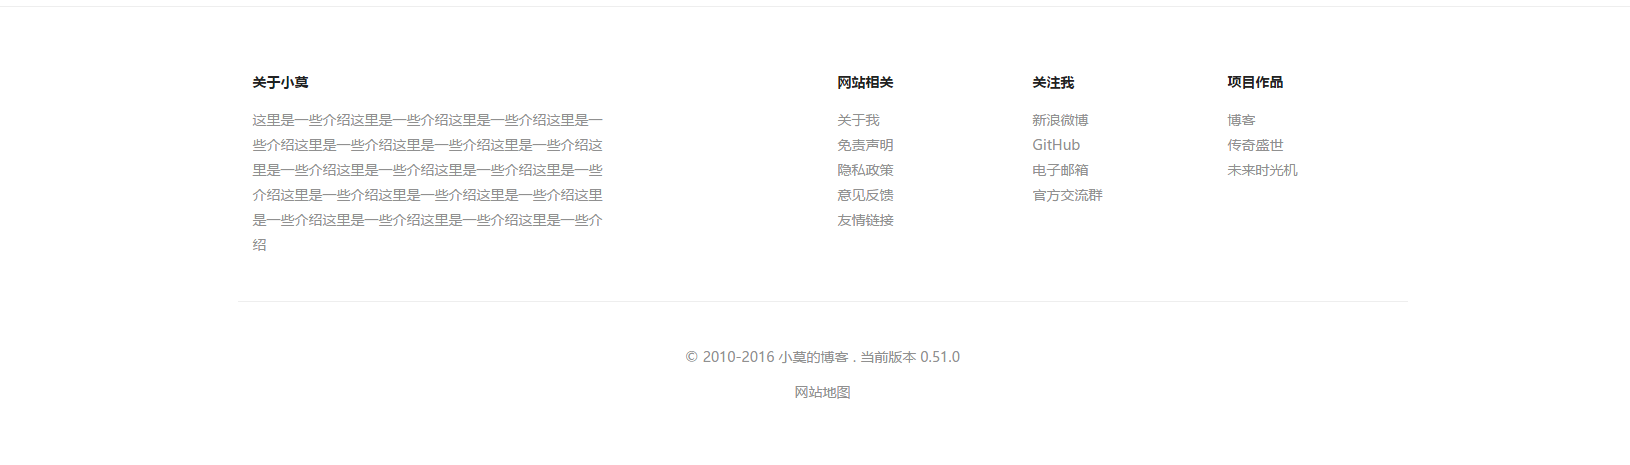 关于小莫
这里是一些介绍这里是一些介绍这里是一些介绍这里是一
些介绍这里是一些介绍这里是一些介绍这里是一些介绍这
里是一些介绍这里是一些介绍这里是一些介绍这里是一些
介绍这里是一些介绍这里是一些介绍这里是一些介绍这里
是一些介绍这里是一些介绍这里是一些介绍这里是一些介
绍
网站相关
关于我
免责声明
隐私政策
意见反馈
友情链接
关注我
新浪微博
GitHub
电子邮箱
官方交流群
项目作品
博客
传奇盛世
未来时光机
© 2010-2016 小莫的博客 . 当前版本 0.51.0
网站地图